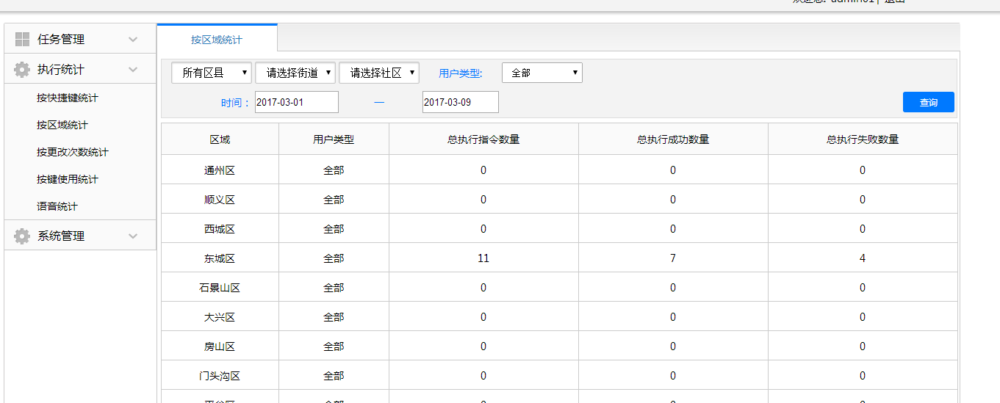 任务管理
执行统计
按快捷键统计
按区域统计
按更改次数统计
按键使用统计
语音统计
系统管理
按区域统计
所有区县 请选择街道 请选择社区 用户类型: 全部
时间： 2017-03-01 — 2017-03-09 查询
区域 用户类型 总执行指令数量 总执行成功数量 总执行失败数量
通州区 全部 0 0 0
顺义区 全部 0 0 0
西城区 全部 0 0 0
东城区 全部 11 7 4
石景山区 全部 0 0 0
大兴区 全部 0 0 0
房山区 全部 0 0 0
门头沟区 全部 0 0 0